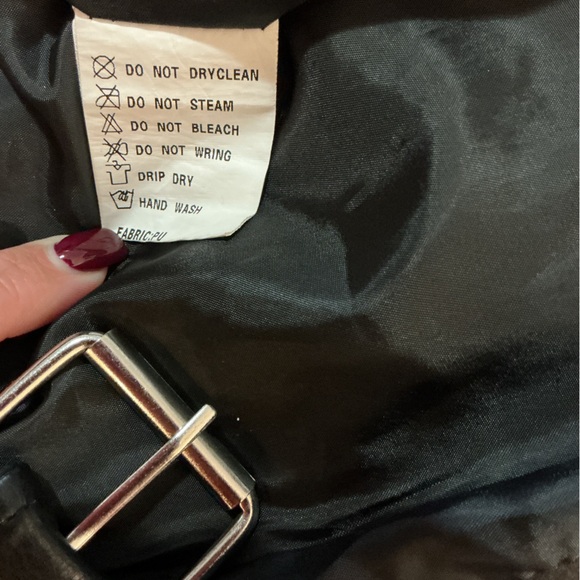 DO NOT DRYCLEAN
DO NOT STEAM
DO NOT BLEACH
DO NOT WRING
DRIP DRY
HAND WASH
FABRIC:PU